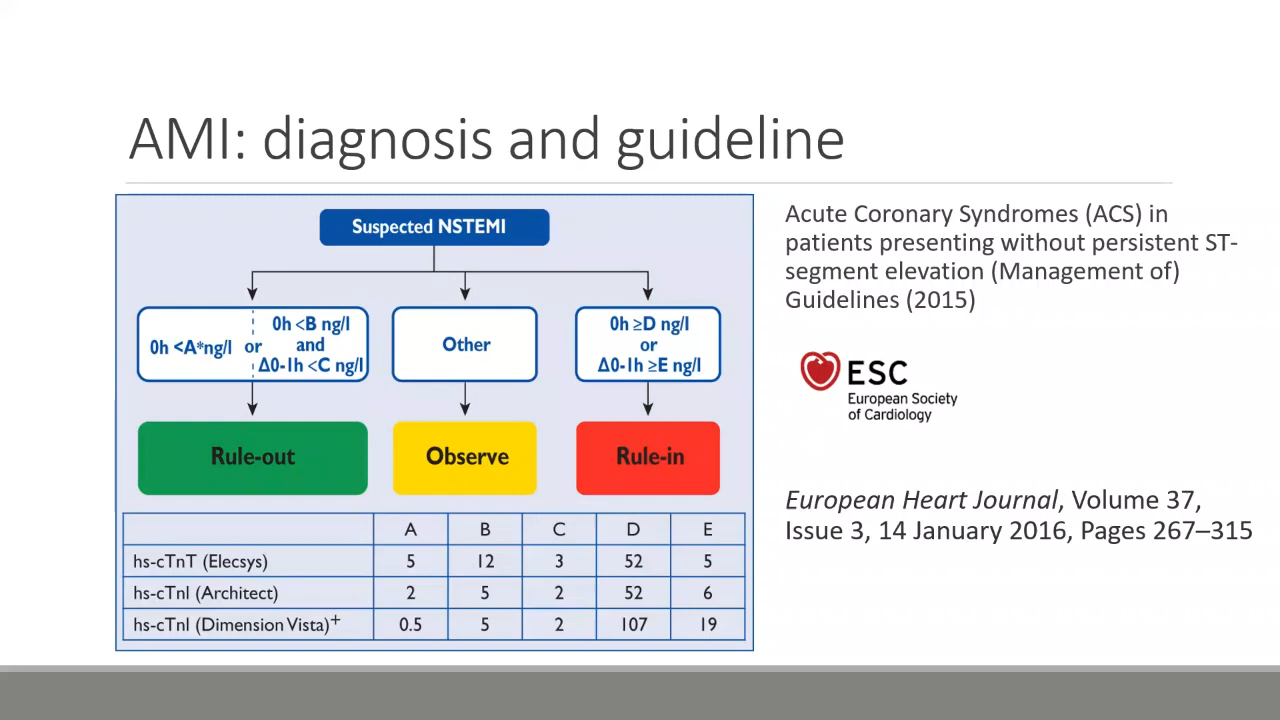 AMI: diagnosis and guideline
Suspected NSTEMI
0h <A*ng/l or 0h <B ng/l
and
Δ0-1h <C ng/l
Other
0h ≥D ng/l
or
Δ0-1h ≥E ng/l
Rule-out
Observe
Rule-in
A B C D E
hs-cTnT (Elecsys) 5 12 3 52 5
hs-cTnI (Architect) 2 5 2 52 6
hs-cTnI (Dimension Vista)+ 0.5 5 2 107 19
Acute Coronary Syndromes (ACS) in
patients presenting without persistent ST-
segment elevation (Management of)
Guidelines (2015)
ESC
European Society
of Cardiology
European Heart Journal, Volume 37,
Issue 3, 14 January 2016, Pages 267–315